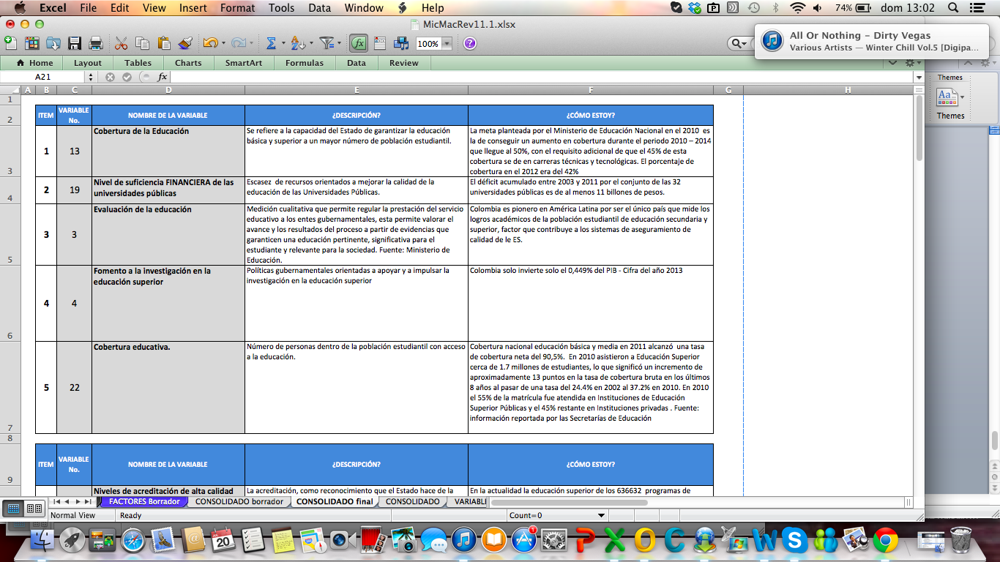 Excel File Edit View Insert Format Tools Data Window Help 74% dom 13:02
MicMacRev11.1.xlsx
All Or Nothing – Dirty Vegas
Various Artists — Winter Chill Vol.5 [Digipa...
100%
Home Layout Tables Charts SmartArt Formulas Data Review
Themes
Aa
Themes
A21 fx
A B C D E F G H
1
2
ITEM VARIABLE No. NOMBRE DE LA VARIABLE ¿DESCRIPCIÓN? ¿CÓMO ESTOY?
3
1 13
Cobertura de la Educación
Se refiere a la capacidad del Estado de garantizar la educación
básica y superior a un mayor número de población estudiantil.
La meta planteada por el Ministerio de Educación Nacional en el 2010 es
la de conseguir un aumento en cobertura durante el periodo 2010 – 2014
que llegue al 50%, con el requisito adicional de que el 45% de esta
cobertura se de en carreras técnicas y tecnológicas. El porcentaje de
cobertura en el 2012 era del 42%
4
2 19
Nivel de suficiencia FINANCIERA de las
universidades públicas
Escasez de recursos orientados a mejorar la calidad de la
educación de las Universidades Públicas.
El déficit acumulado entre 2003 y 2011 por el conjunto de las 32
universidades públicas es de al menos 11 billones de pesos.
5
3 3
Evaluación de la educación
Medición cualitativa que permite regular la prestación del servicio
educativo a los entes gubernamentales, esta permite valorar el
avance y los resultados del proceso a partir de evidencias que
garanticen una educación pertinente, significativa para el
estudiante y relevante para la sociedad. Fuente: Ministerio de
Educación.
Colombia es pionero en América Latina por ser el único país que mide los
logros académicos de la población estudiantil de educación secundaria y
superior, factor que contribuye a los sistemas de aseguramiento de
calidad de le ES.
6
4 4
Fomento a la investigación en la
educación superior
Políticas gubernamentales orientadas a apoyar y a impulsar la
investigación en la educación superior
Colombia solo invierte solo el 0,449% del PIB - Cifra del año 2013
7
5 22
Cobertura educativa.
Número de personas dentro de la población estudiantil con acceso
a la educación.
Cobertura nacional educación básica y media en 2011 alcanzó una tasa
de cobertura neta del 90,5%. En 2010 asistieron a Educación Superior
cerca de 1.7 millones de estudiantes, lo que significó un incremento de
aproximadamente 13 puntos en la tasa de cobertura bruta en los últimos
8 años al pasar de una tasa del 24.4% en 2002 al 37.2% en 2010. En 2010
el 55% de la matrícula fue atendida en Instituciones de Educación
Superior Públicas y el 45% restante en Instituciones privadas . Fuente:
información reportada por las Secretarías de Educación
8
9
ITEM VARIABLE No. NOMBRE DE LA VARIABLE ¿DESCRIPCIÓN? ¿CÓMO ESTOY?
Niveles de acreditación de alta calidad
La acreditación, como reconocimiento que el Estado hace de la
En la actualidad la educación superior de los 636632 programas de
FACTORES Borrador CONSOLIDADO borrador CONSOLIDADO final CONSOLIDADO VARIABLI
Normal View Ready Count=0
20
1